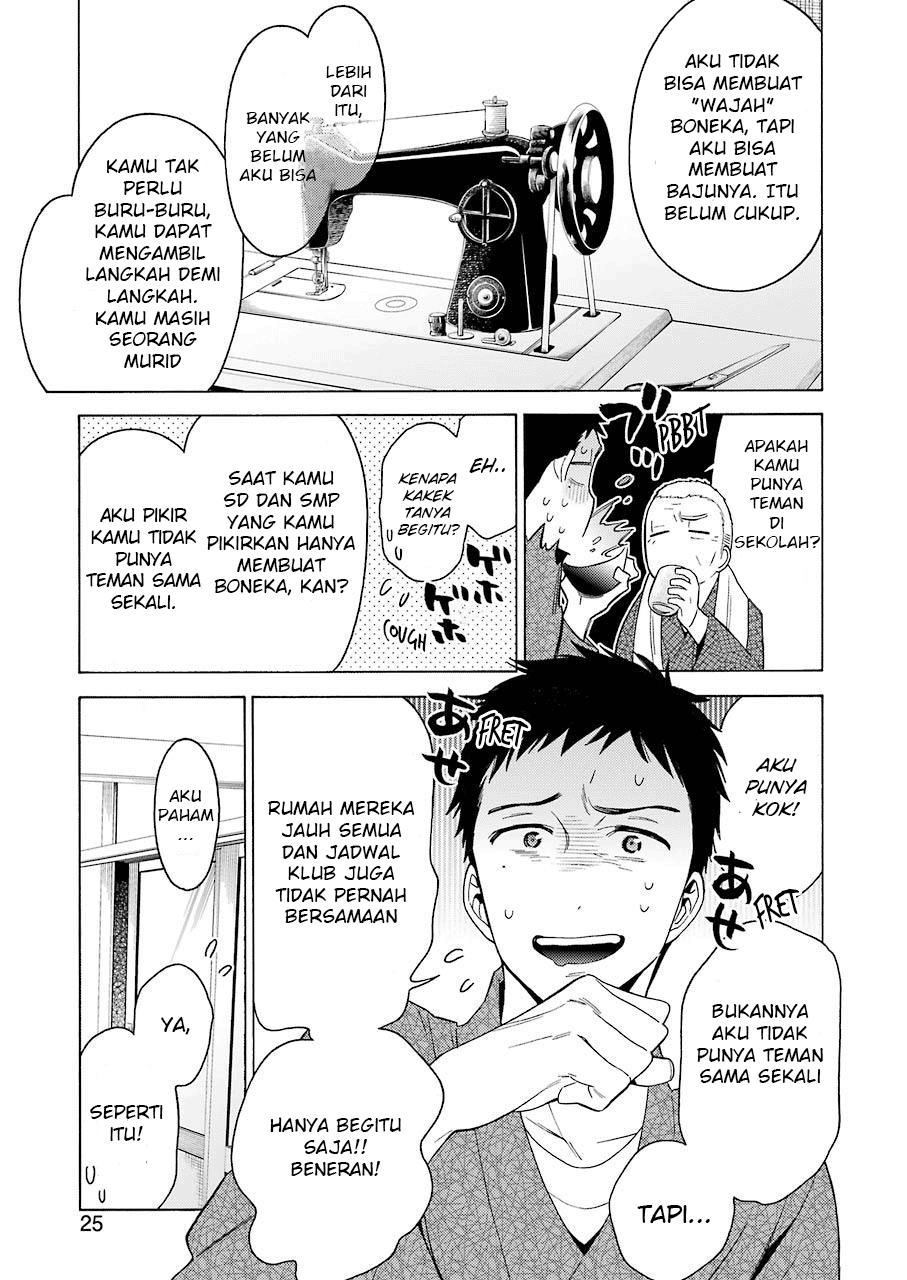 AKU TIDAK
BISA MEMBUAT
"WAJAH"
BONEKA, TAPI
AKU BISA
MEMBUAT
BAJUNYA. ITU
BELUM CUKUP.
LEBIH
DARI
ITU,
BANYAK
YANG
BELUM
AKU BISA
KAMU TAK
PERLU
BURU-BURU,
KAMU DAPAT
MENGAMBIL
LANGKAH DEMI
LANGKAH.
KAMU MASIH
SEORANG
MURID
APAKAH
KAMU
PUNYA
TEMAN
DI
SEKOLAH?
ブッ
PBBT
EH..
KENAPA
KAKEK
TANYA
BEGITU?
ゲホ
ゲホ
COUGH
SAAT KAMU
SD DAN SMP
YANG KAMU
PIKIRKAN HANYA
MEMBUAT
BONEKA, KAN?
AKU PIKIR
KAMU TIDAK
PUNYA
TEMAN SAMA
SEKALI.
AKU
PUNYA
KOK!
あせ
FRET
あせ
FRET
BUKANNYA
AKU TIDAK
PUNYA TEMAN
SAMA SEKALI
TAPI...
RUMAH MEREKA
JAUH SEMUA
DAN JADWAL
KLUB JUGA
TIDAK PERNAH
BERSAMAAN
HANYA BEGITU
SAJA!!
BENERAN!
AKU
PAHAM
...
YA,
SEPERTI
ITU!
25